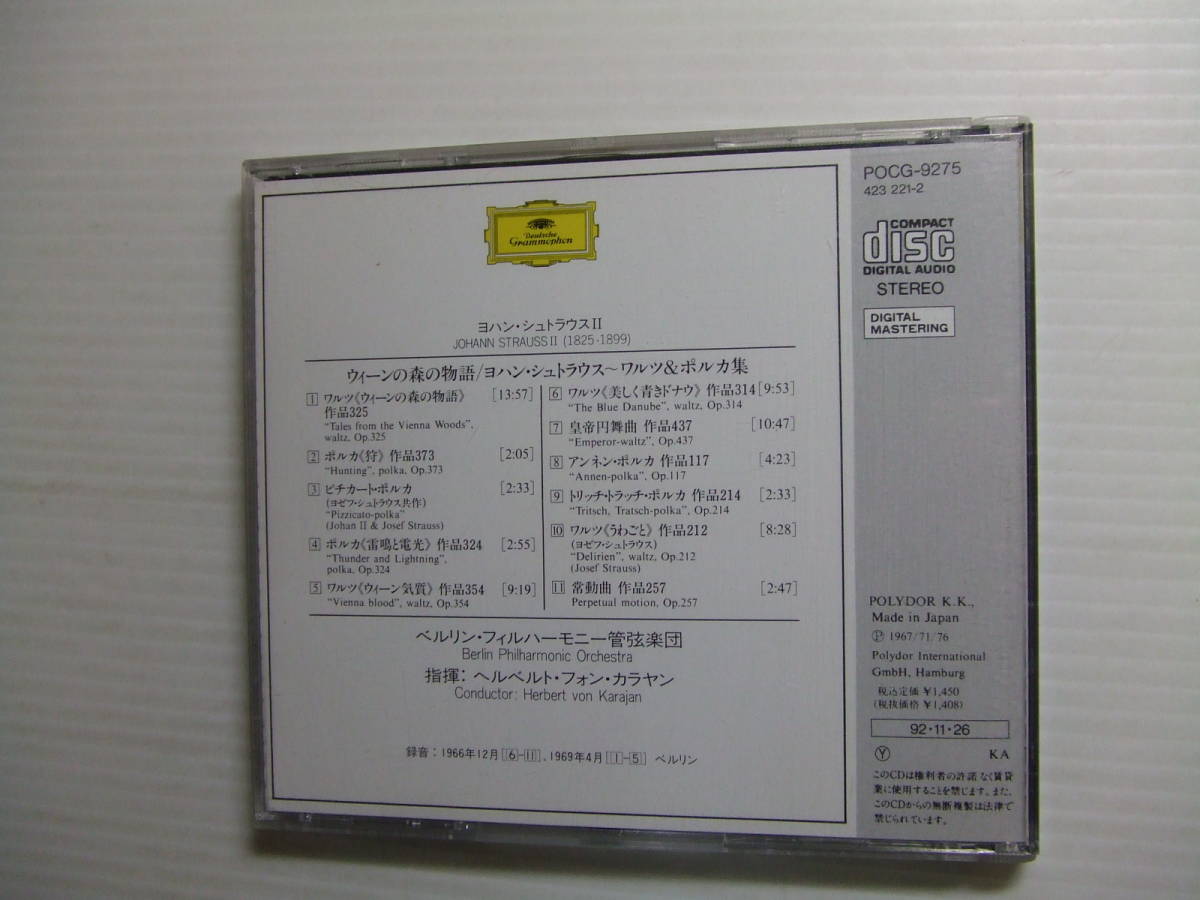 Deutsche
Grammophon
ヨハン・シュトラウスII
JOHANN STRAUSS II (1825-1899)
ウィーンの森の物語/ヨハン・シュトラウス〜ワルツ&ポルカ集
1 ワルツ《ウィーンの森の物語》 [13:57]
作品325
"Tales from the Vienna Woods",
waltz, Op.325
2 ポルカ《狩》 作品373 [2:05]
"Hunting", polka, Op.373
3 ピチカート・ポルカ [2:33]
(ヨゼフ・シュトラウス共作)
"Pizzicato-polka"
(Johan II & Josef Strauss)
4 ポルカ《雷鳴と電光》 作品324 [2:55]
"Thunder and Lightning",
polka, Op.324
5 ワルツ《ウィーン気質》 作品354 [9:19]
"Vienna blood", waltz, Op.354
6 ワルツ《美しく青きドナウ》 作品314 [9:53]
"The Blue Danube", waltz, Op.314
7 皇帝円舞曲 作品437 [10:47]
"Emperor-waltz", Op.437
8 アンネン・ポルカ 作品117 [4:23]
"Annen-polka", Op.117
9 トリッチ・トラッチ・ポルカ 作品214 [2:33]
"Tritsch, Tratsch-polka", Op.214
10 ワルツ《うわごと》 作品212 [8:28]
(ヨゼフ・シュトラウス)
"Delirien", waltz, Op.212
(Josef Strauss)
11 常動曲 作品257 [2:47]
Perpetual motion, Op.257
ベルリン・フィルハーモニー管弦楽団
Berlin Philharmonic Orchestra
指揮: ヘルベルト・フォン・カラヤン
Conductor: Herbert von Karajan
録音：1966年12月[6-11]、1969年4月[1-5] ベルリン
POCG-9275
423 221-2
COMPACT
disc
DIGITAL AUDIO
STEREO
DIGITAL
MASTERING
POLYDOR K.K.,
Made in Japan
Ⓟ 1967/71/76
Polydor International
GmbH, Hamburg
税込定価 ¥1,450
(税抜価格 ¥1,408)
92・11・26
Ⓨ KA
このCDは権利者の許諾なく賃貸
業に使用することを禁じます。また、
このCDからの無断複製は法律で
禁じられています。